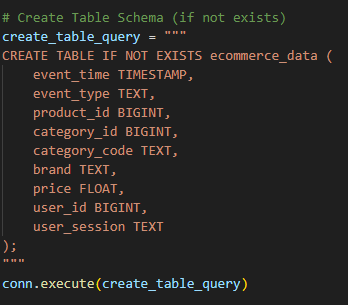 # Create Table Schema (if not exists)
create_table_query = """
CREATE TABLE IF NOT EXISTS ecommerce_data (
    event_time TIMESTAMP,
    event_type TEXT,
    product_id BIGINT,
    category_id BIGINT,
    category_code TEXT,
    brand TEXT,
    price FLOAT,
    user_id BIGINT,
    user_session TEXT
);
"""
conn.execute(create_table_query)